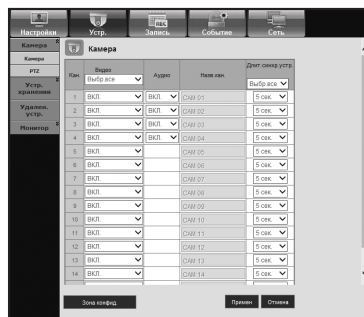 Настройки Устр. Запись Событие Сеть
REC
Камера
Камера
PTZ
Устр. хранения
Удален. устр.
Монитор
Камера
Кан. Видео Аудио Назв.кан. Длит.синхр.устр.
Выбр.все Выбр.все
1 ВКЛ. ВКЛ. CAM 01 5 сек.
2 ВКЛ. ВКЛ. CAM 02 5 сек.
3 ВКЛ. ВКЛ. CAM 03 5 сек.
4 ВКЛ. ВКЛ. CAM 04 5 сек.
5 ВКЛ. CAM 05 5 сек.
6 ВКЛ. CAM 06 5 сек.
7 ВКЛ. CAM 07 5 сек.
8 ВКЛ. CAM 08 5 сек.
9 ВКЛ. CAM 09 5 сек.
10 ВКЛ. CAM 10 5 сек.
11 ВКЛ. CAM 11 5 сек.
12 ВКЛ. CAM 12 5 сек.
13 ВКЛ. CAM 13 5 сек.
14 ВКЛ. CAM 14 5 сек.
Зона конфид. Примен Отмена